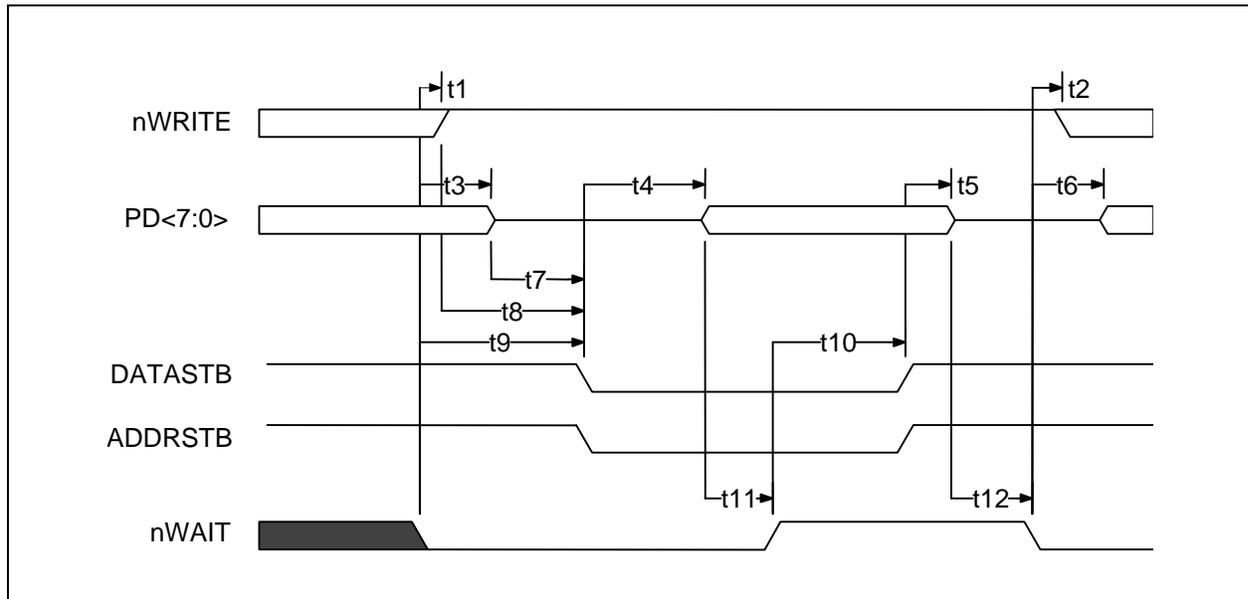 t1
t2
nWRITE
t3
t4
t5
t6
PD<7:0>
t7
t8
t9
t10
DATASTB
ADDRSTB
t11
t12
nWAIT